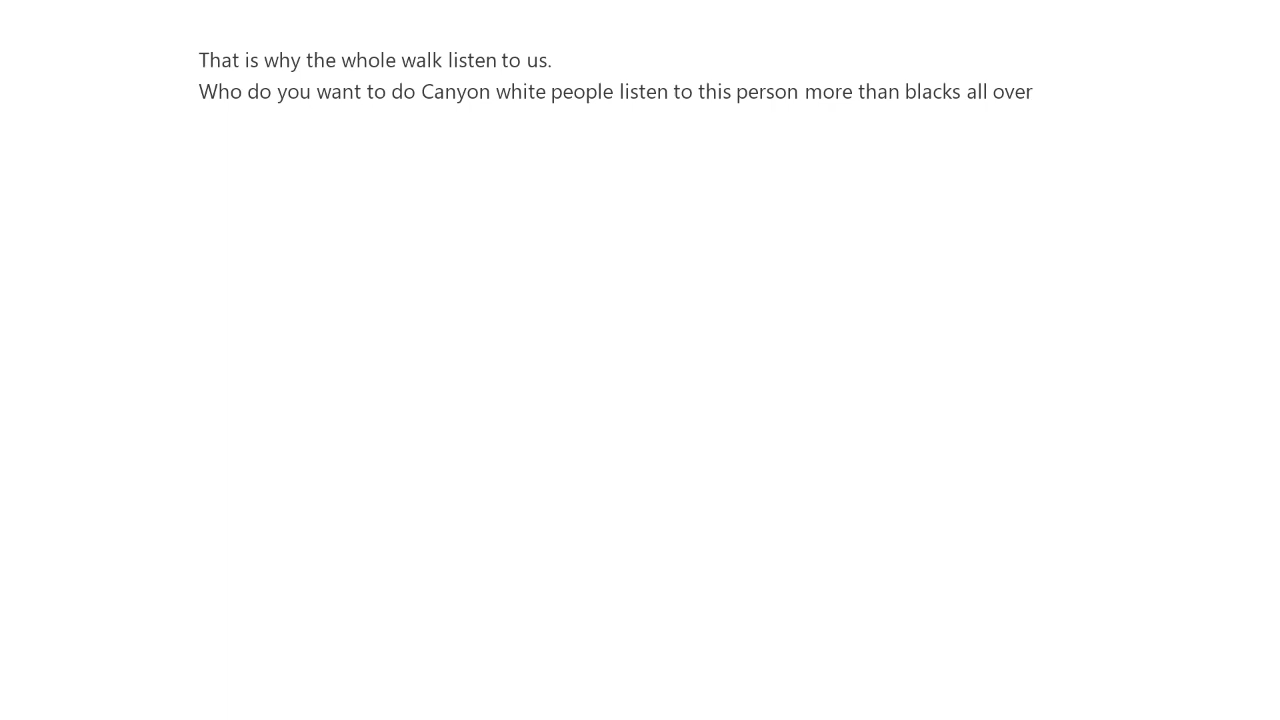 That is why the whole walk listen to us.
Who do you want to do Canyon white people listen to this person more than blacks all over